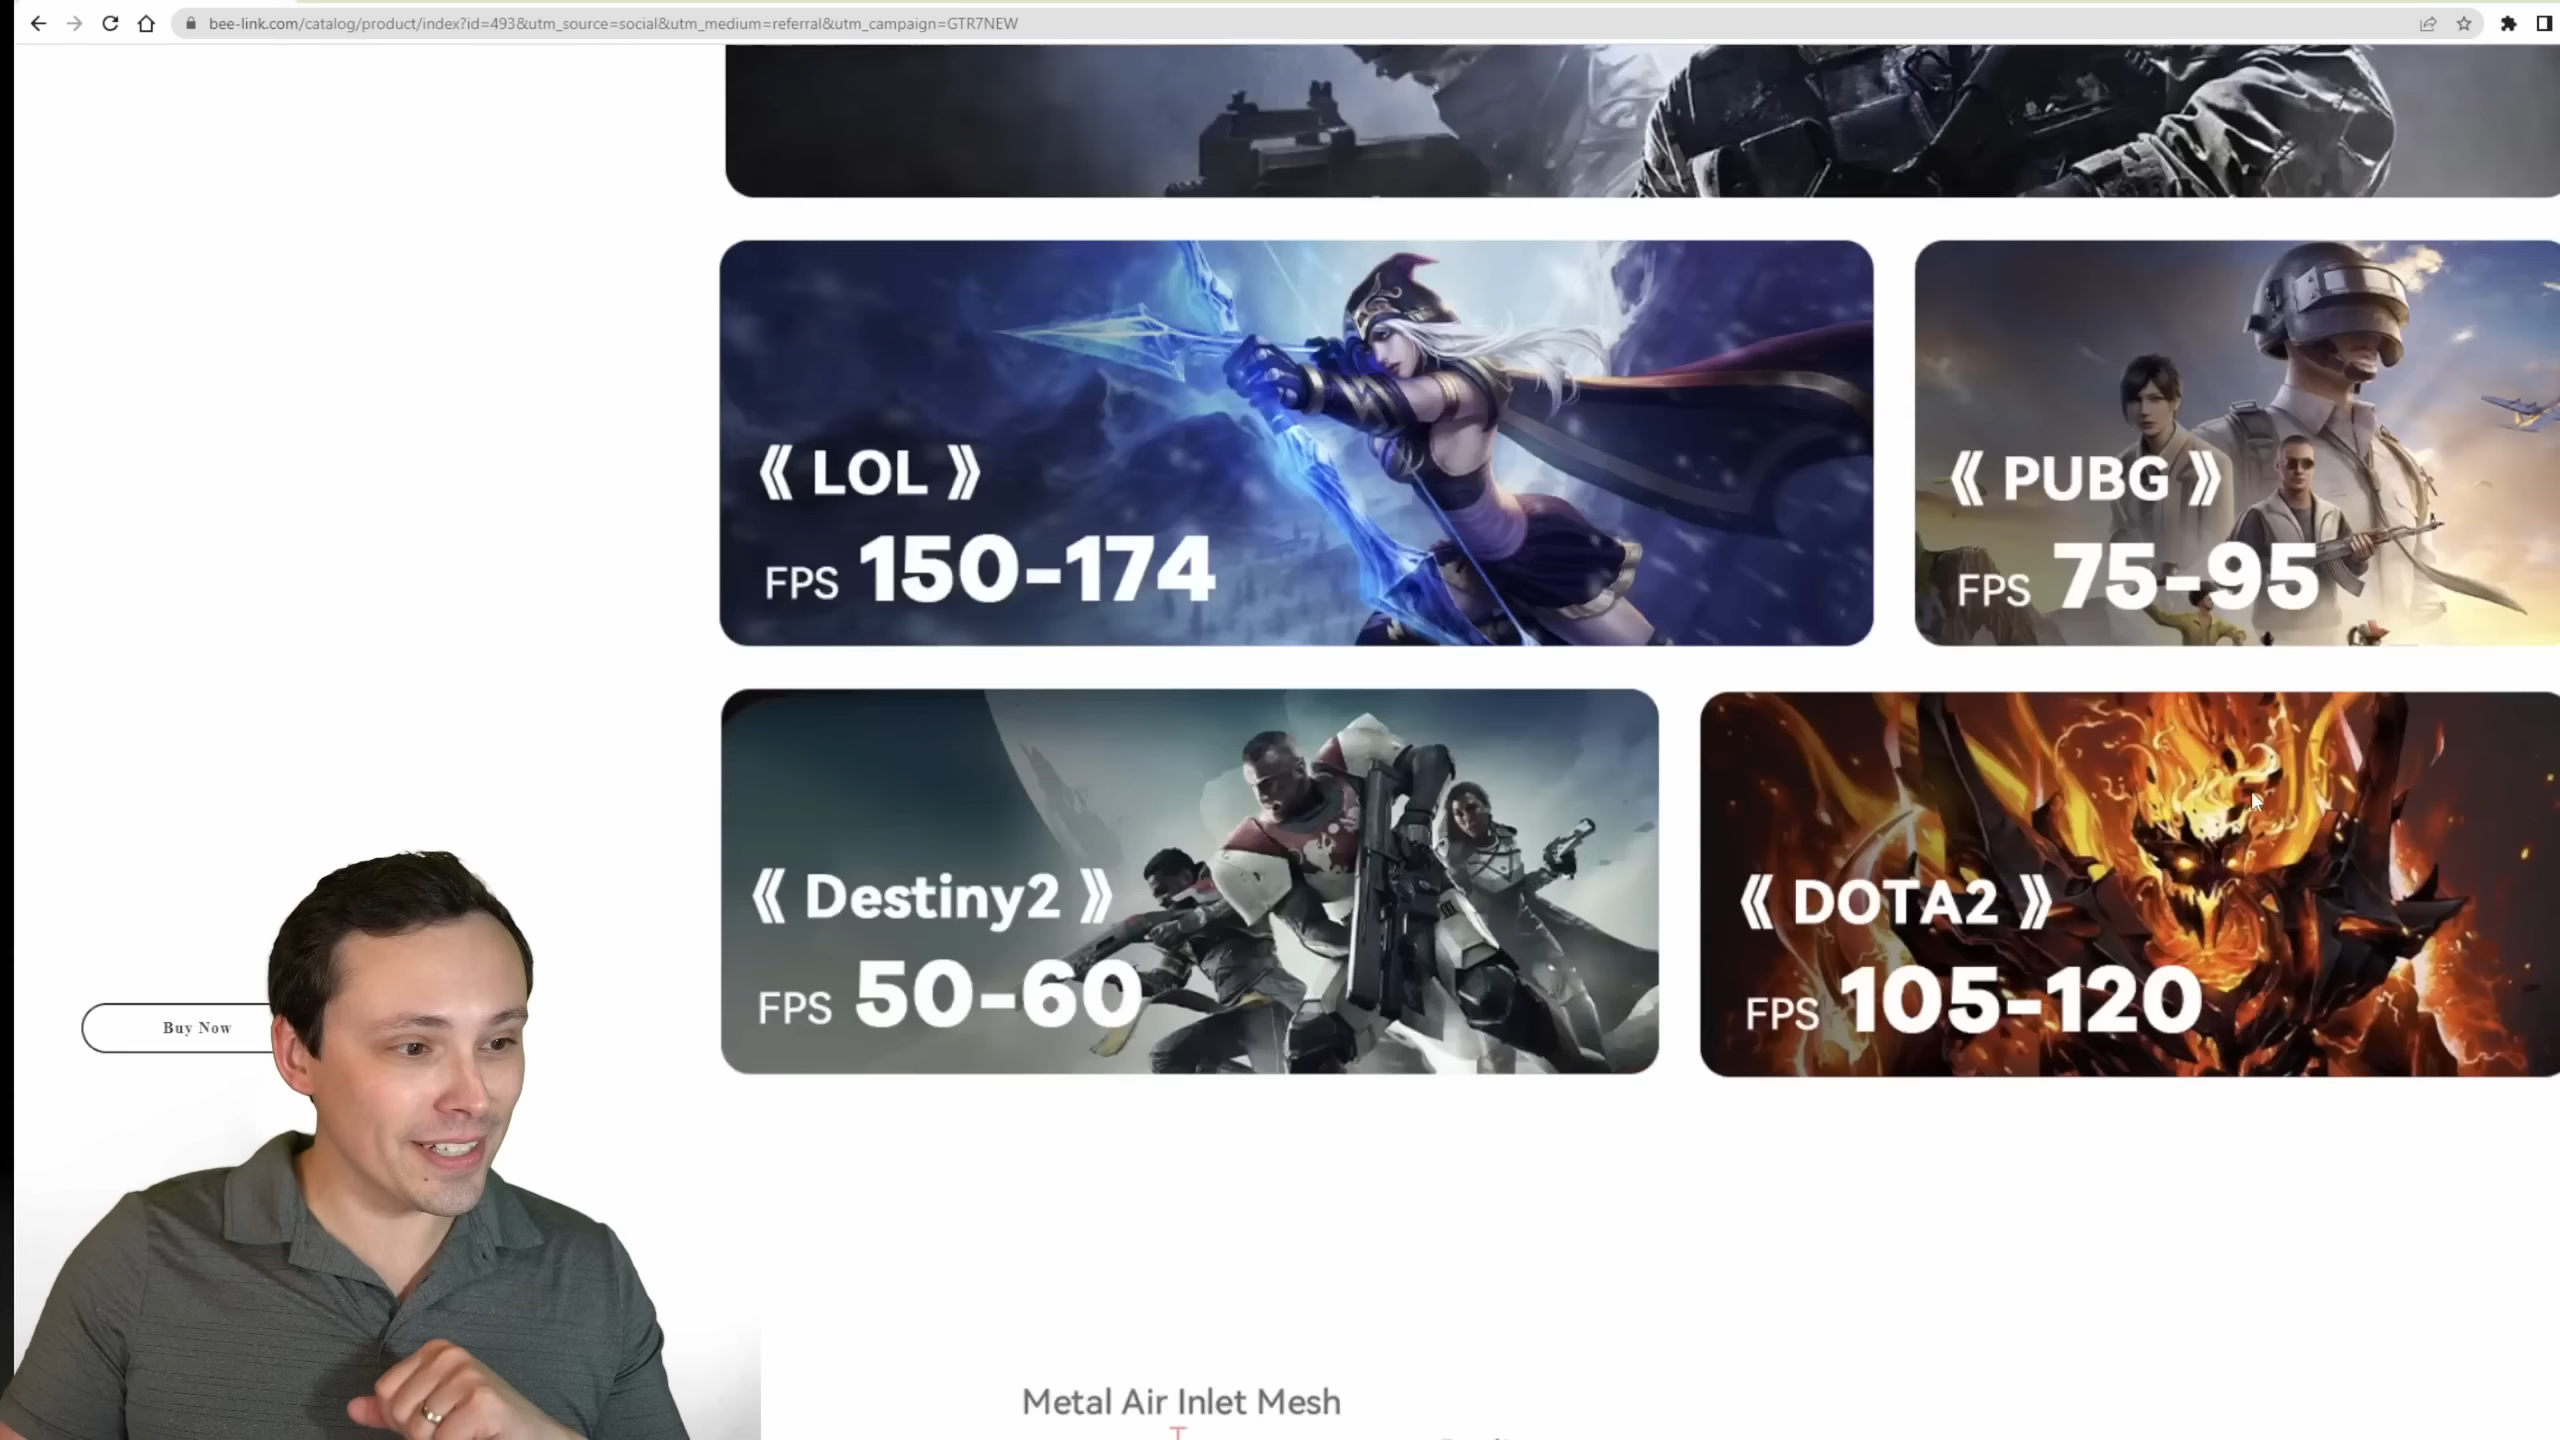 bee-link.com/catalog/product/index?id=493&utm_source=social&utm_medium=referral&utm_campaign=GTR7NEW
《 LOL 》
FPS 150-174
《 PUBG 》
FPS 75-95
《 Destiny2 》
FPS 50-60
《 DOTA2 》
FPS 105-120
Buy Now
Metal Air Inlet Mesh